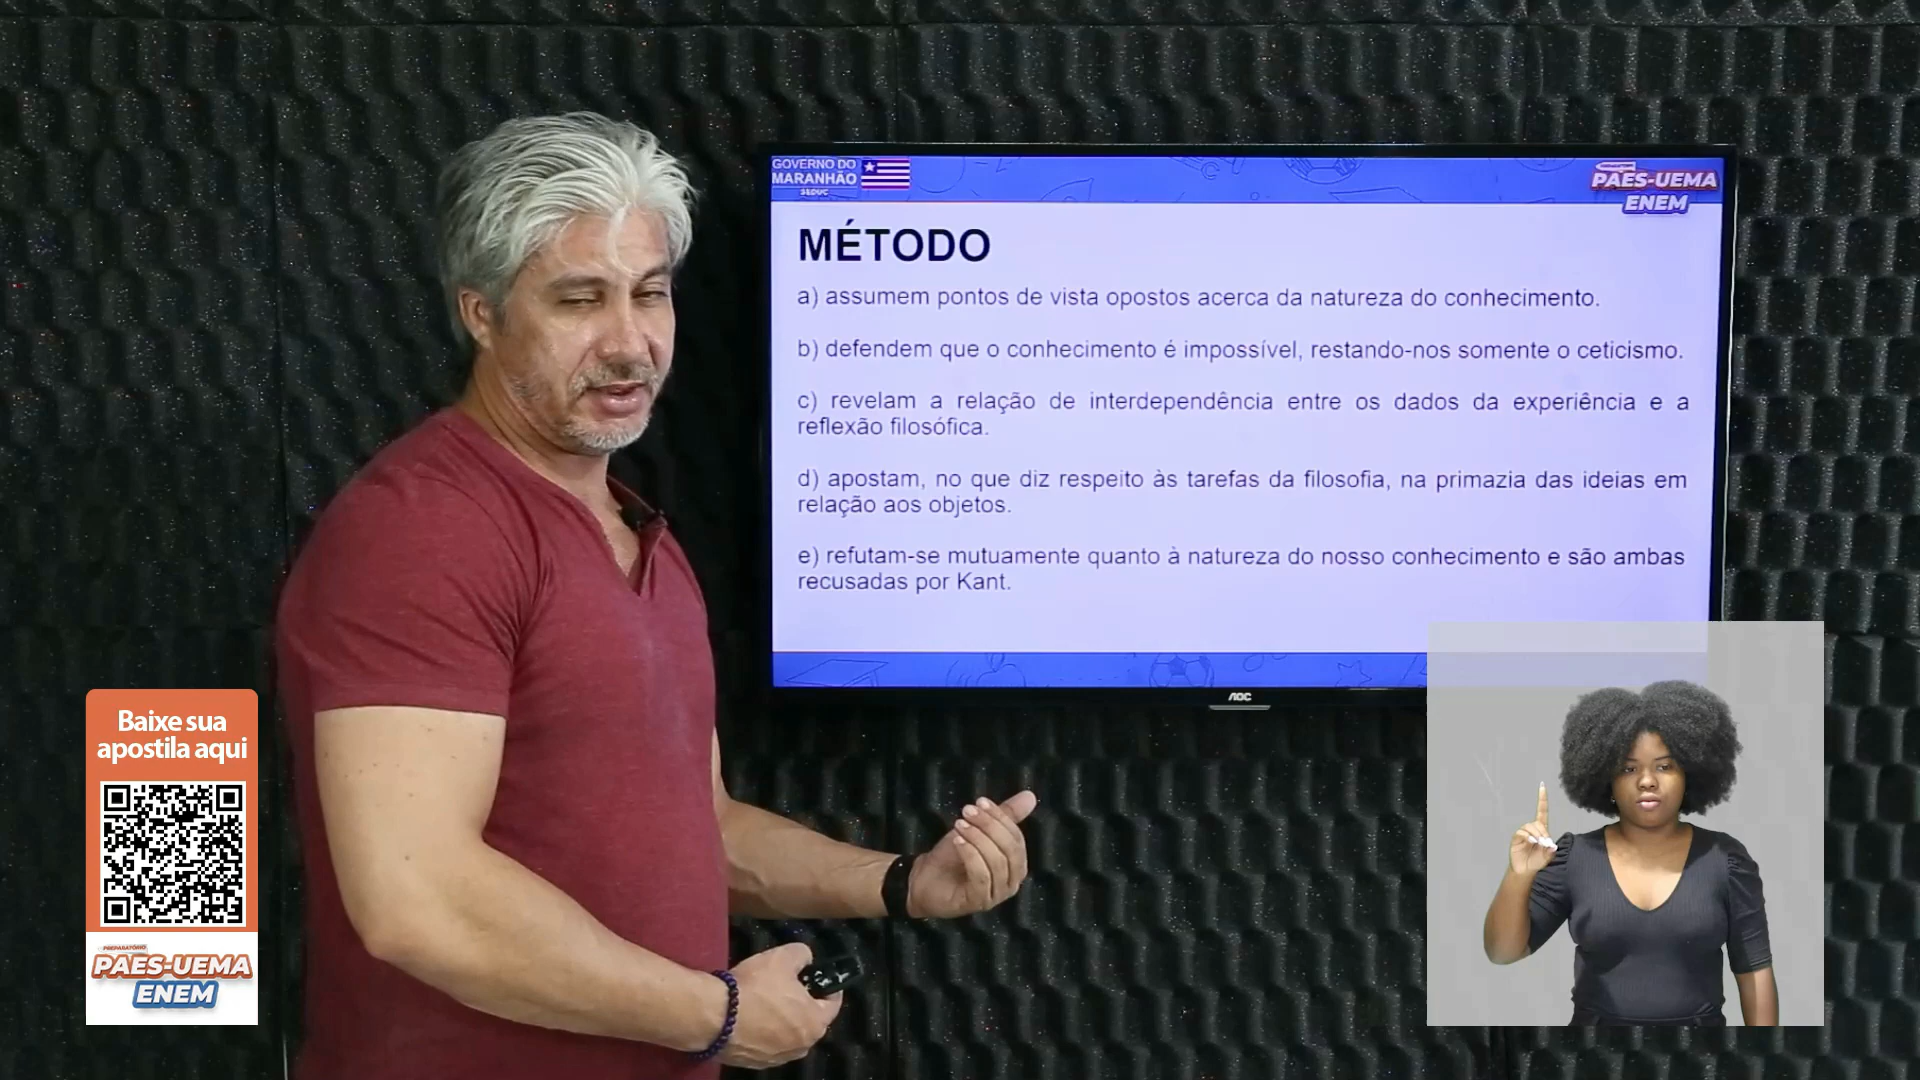 GOVERNO DO
MARANHÃO
SEDUC
PAES-UEMA
ENEM
MÉTODO
a) assumem pontos de vista opostos acerca da natureza do conhecimento.
b) defendem que o conhecimento é impossível, restando-nos somente o ceticismo.
c) revelam a relação de interdependência entre os dados da experiência e a
reflexão filosófica.
d) apostam, no que diz respeito às tarefas da filosofia, na primazia das ideias em
relação aos objetos.
e) refutam-se mutuamente quanto à natureza do nosso conhecimento e são ambas
recusadas por Kant.
AOC
Baixe sua
apostila aqui
PREPARATÓRIO
PAES-UEMA
ENEM